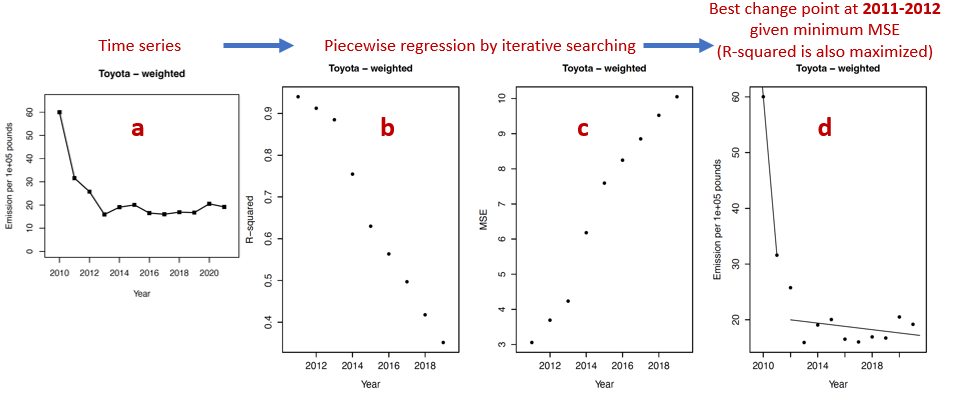 Time series
Piecewise regression by iterative searching
Best change point at 2011-2012
given minimum MSE
(R-squared is also maximized)
Toyota − weighted
a
Emission per 1e+05 pounds
0
10
20
30
40
50
60
2010 2012 2014 2016 2018 2020
Year
Toyota − weighted
b
R−squared
0.4
0.5
0.6
0.7
0.8
0.9
2012 2014 2016 2018
Year
Toyota − weighted
c
MSE
3
4
5
6
7
8
9
10
2012 2014 2016 2018
Year
Toyota − weighted
d
Emission per 1e+05 pounds
20
30
40
50
60
2010 2014 2018
Year